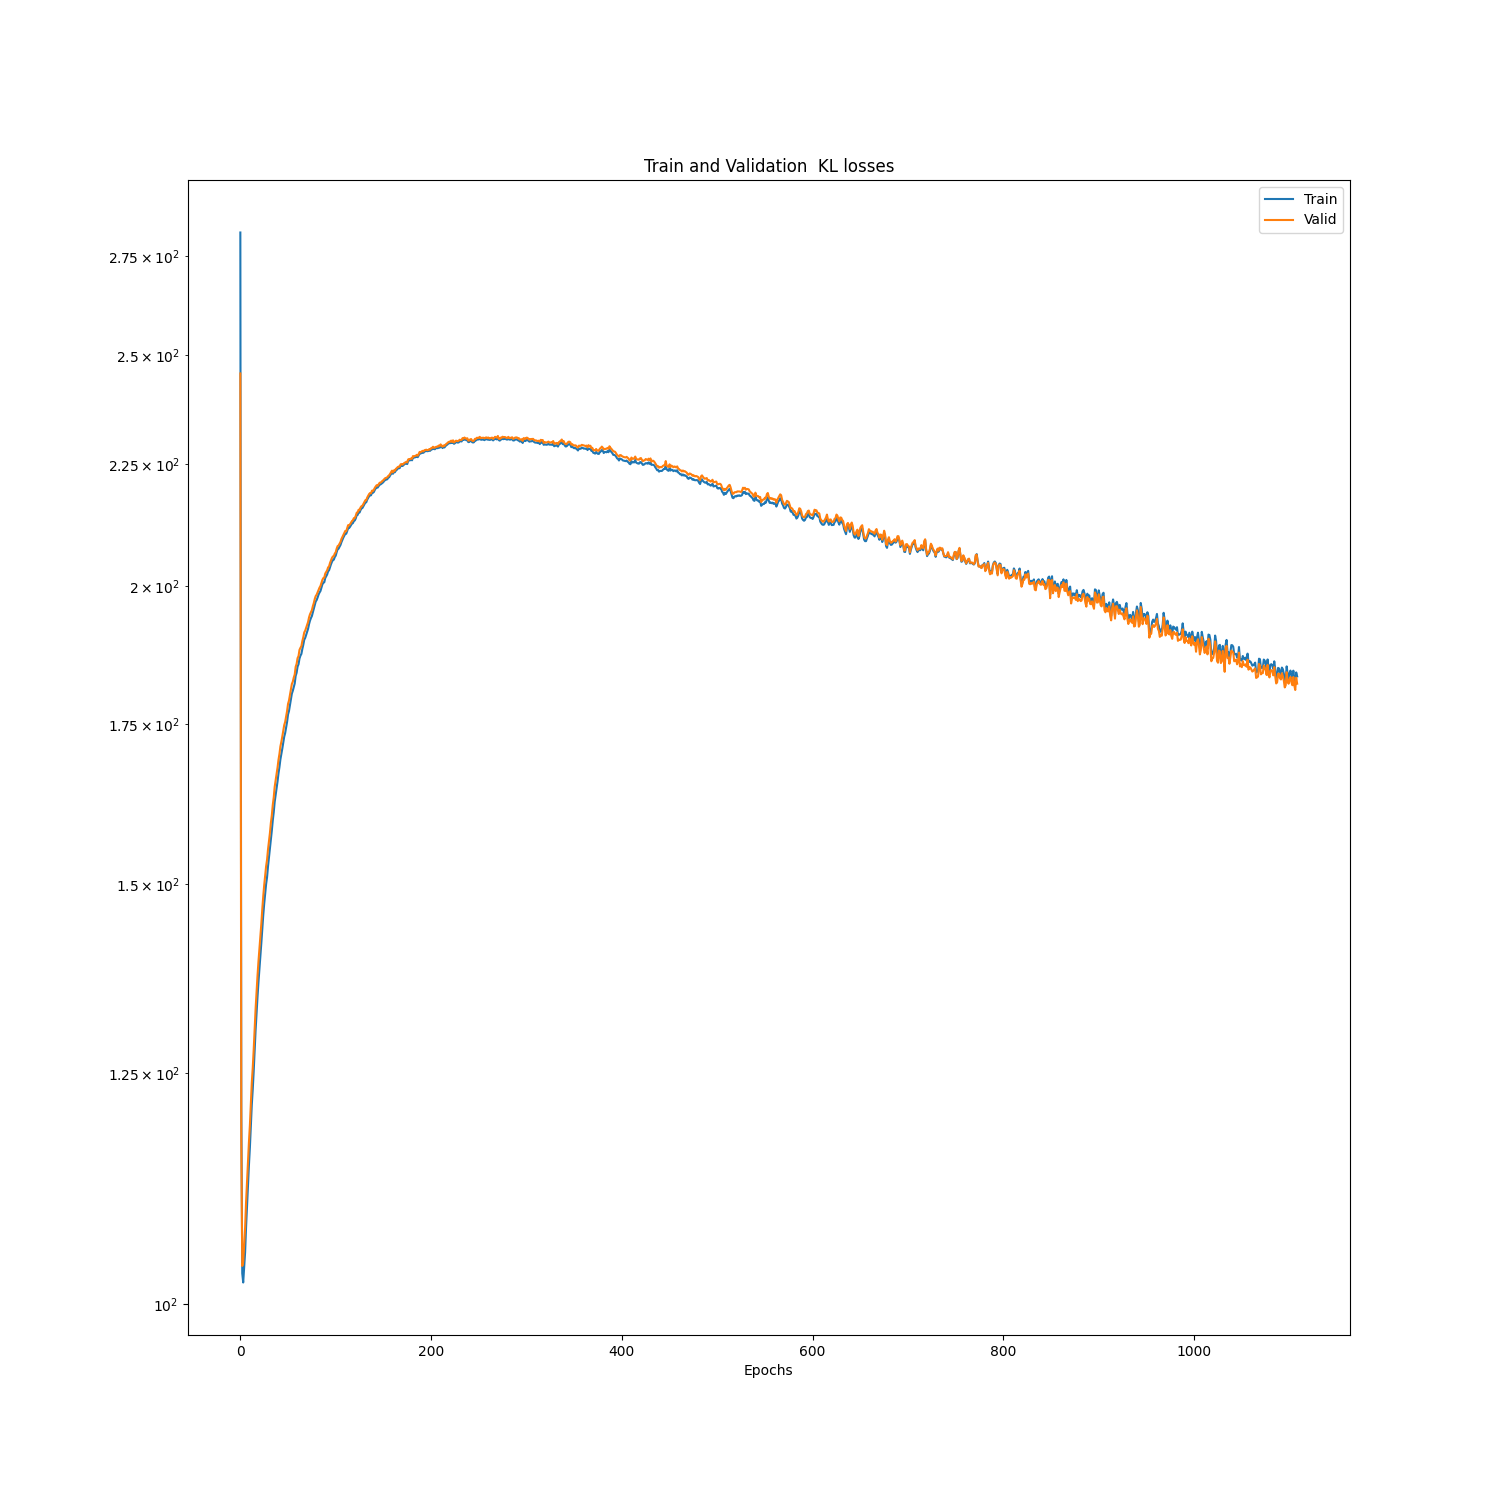 Train and Validation  KL losses
Train
Valid
2.75 × 10²
2.5 × 10²
2.25 × 10²
2 × 10²
1.75 × 10²
1.5 × 10²
1.25 × 10²
10²
0 200 400 600 800 1000
Epochs